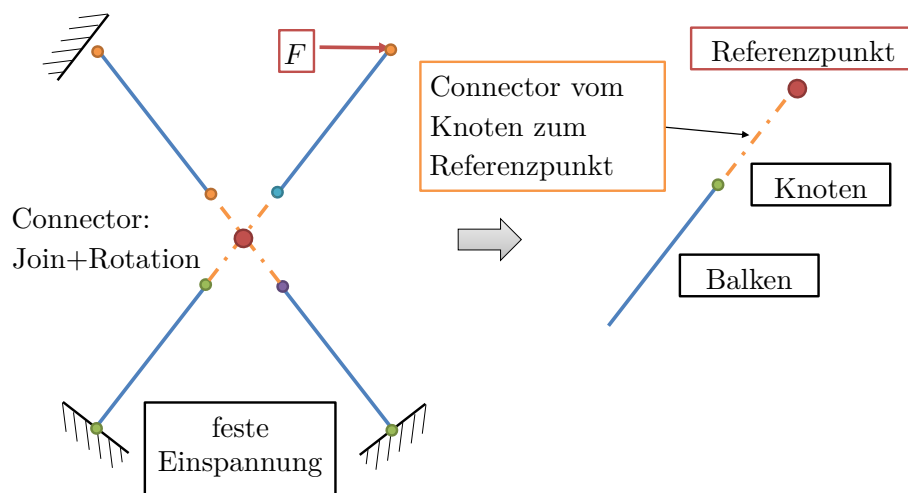 F
Connector:
Join+Rotation
feste
Einspannung
Referenzpunkt
Connector vom
Knoten zum
Referenzpunkt
Knoten
Balken